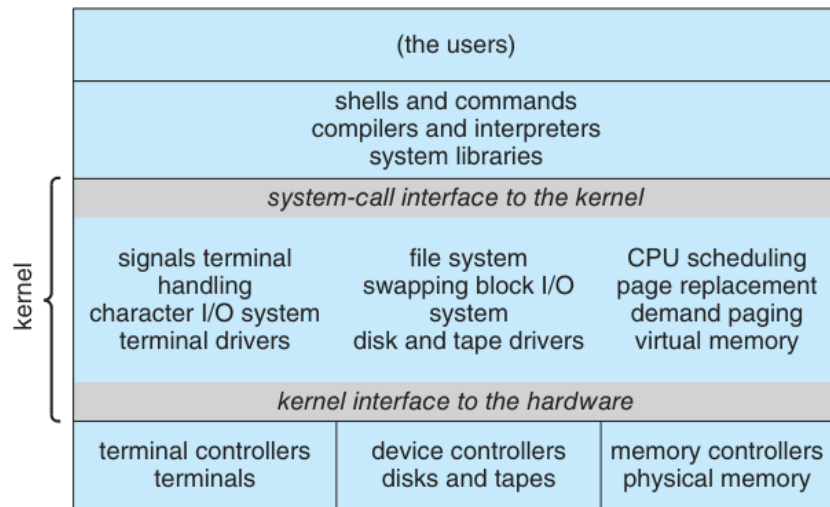 (the users)
shells and commands
compilers and interpreters
system libraries
kernel
system-call interface to the kernel
signals terminal
handling
character I/O system
terminal drivers
file system
swapping block I/O
system
disk and tape drivers
CPU scheduling
page replacement
demand paging
virtual memory
kernel interface to the hardware
terminal controllers
terminals
device controllers
disks and tapes
memory controllers
physical memory